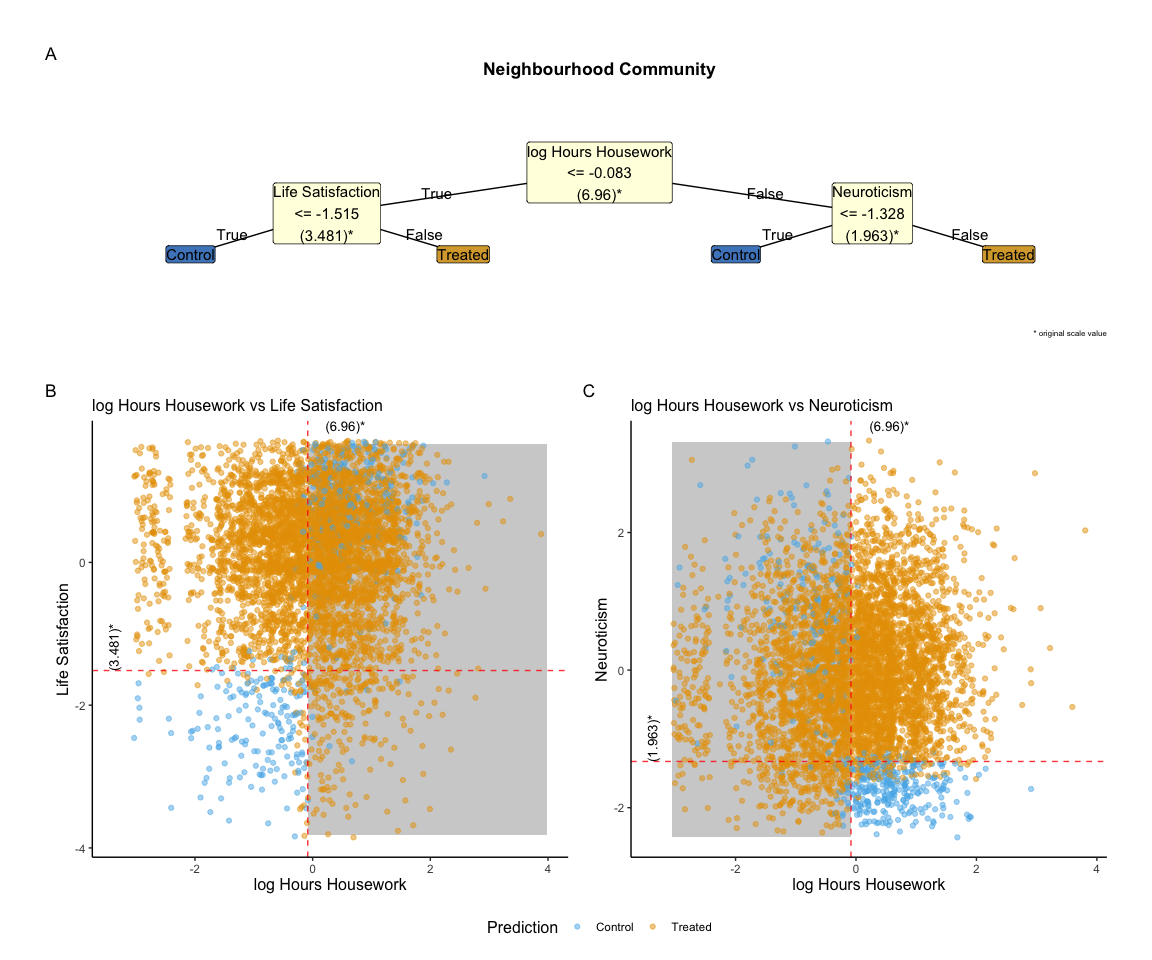 A
Neighbourhood Community
log Hours Housework
<= -0.083
(6.96)*
True
False
Life Satisfaction
<= -1.515
(3.481)*
Neuroticism
<= -1.328
(1.963)*
True
False
True
False
Control
Treated
Control
Treated
* original scale value
B
log Hours Housework vs Life Satisfaction
(6.96)*
(3.481)*
Life Satisfaction
0
-2
-4
-2
0
2
4
log Hours Housework
C
log Hours Housework vs Neuroticism
(6.96)*
(1.963)*
Neuroticism
2
0
-2
-2
0
2
4
log Hours Housework
Prediction
Control
Treated